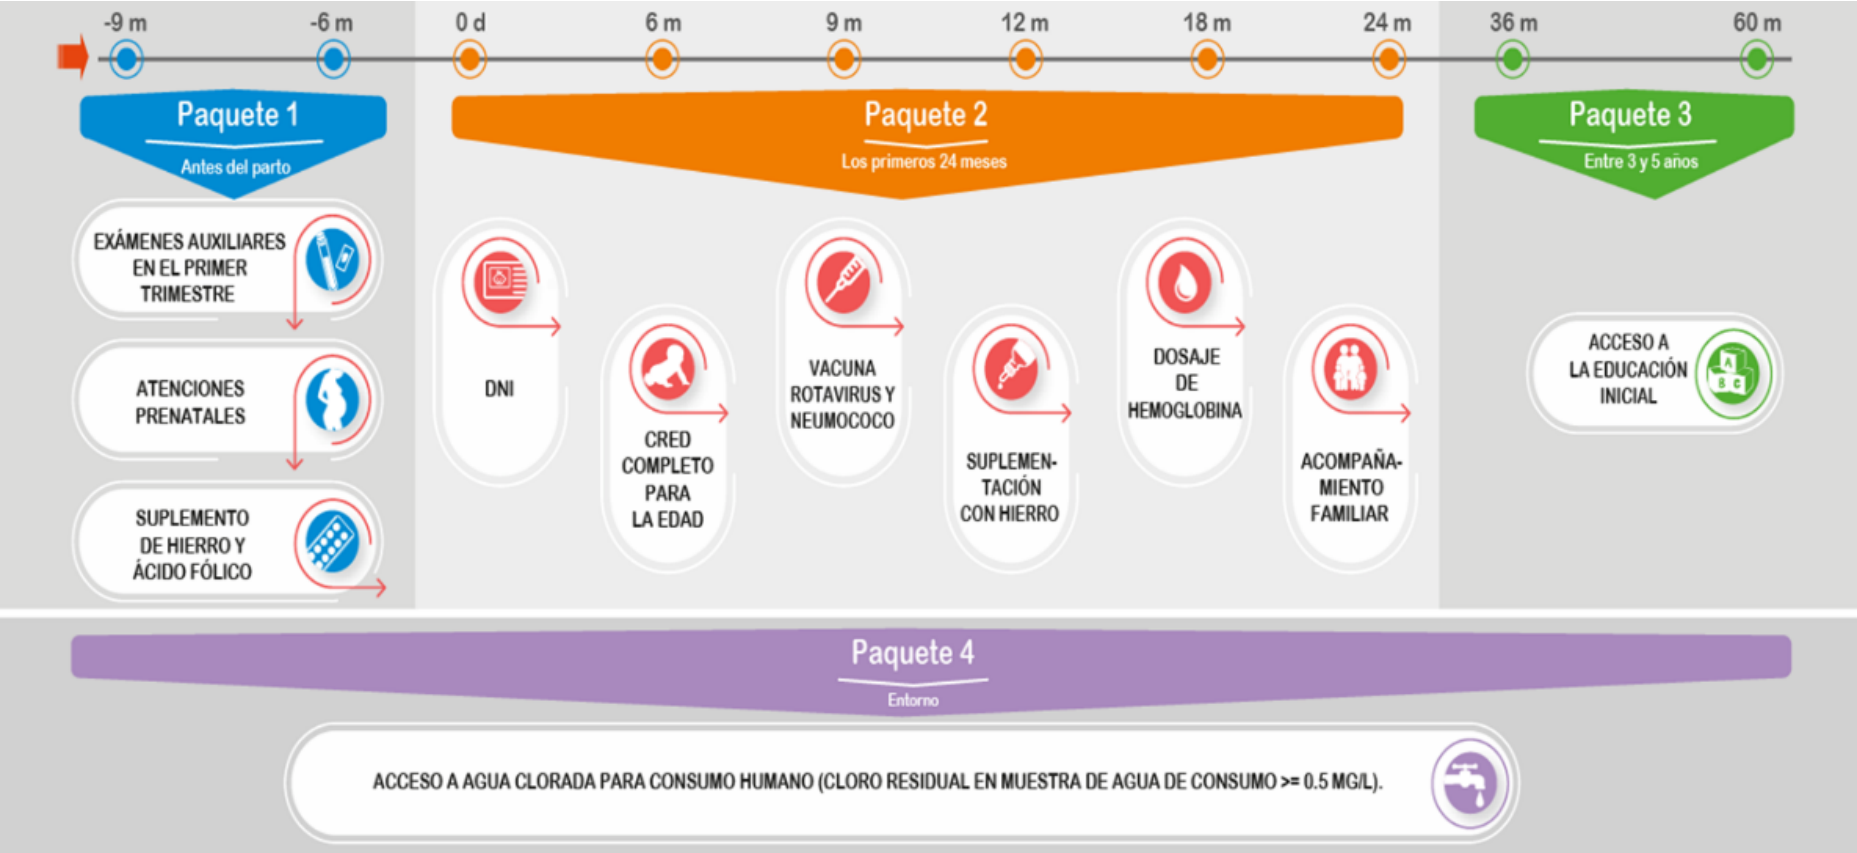 -9 m
-6 m
0 d
6 m
9 m
12 m
18 m
24 m
36 m
60 m
Paquete 1
Antes del parto
Paquete 2
Los primeros 24 meses
Paquete 3
Entre 3 y 5 años
EXÁMENES AUXILIARES
EN EL PRIMER
TRIMESTRE
ATENCIONES
PRENATALES
SUPLEMENTO
DE HIERRO Y
ÁCIDO FÓLICO
DNI
CRED
COMPLETO
PARA
LA EDAD
VACUNA
ROTAVIRUS Y
NEUMOCOCO
SUPLEMEN-
TACIÓN
CON HIERRO
DOSAJE
DE
HEMOGLOBINA
ACOMPAÑA-
MIENTO
FAMILIAR
ACCESO A
LA EDUCACIÓN
INICIAL
A
B C
Paquete 4
Entorno
ACCESO A AGUA CLORADA PARA CONSUMO HUMANO (CLORO RESIDUAL EN MUESTRA DE AGUA DE CONSUMO >= 0.5 MG/L).